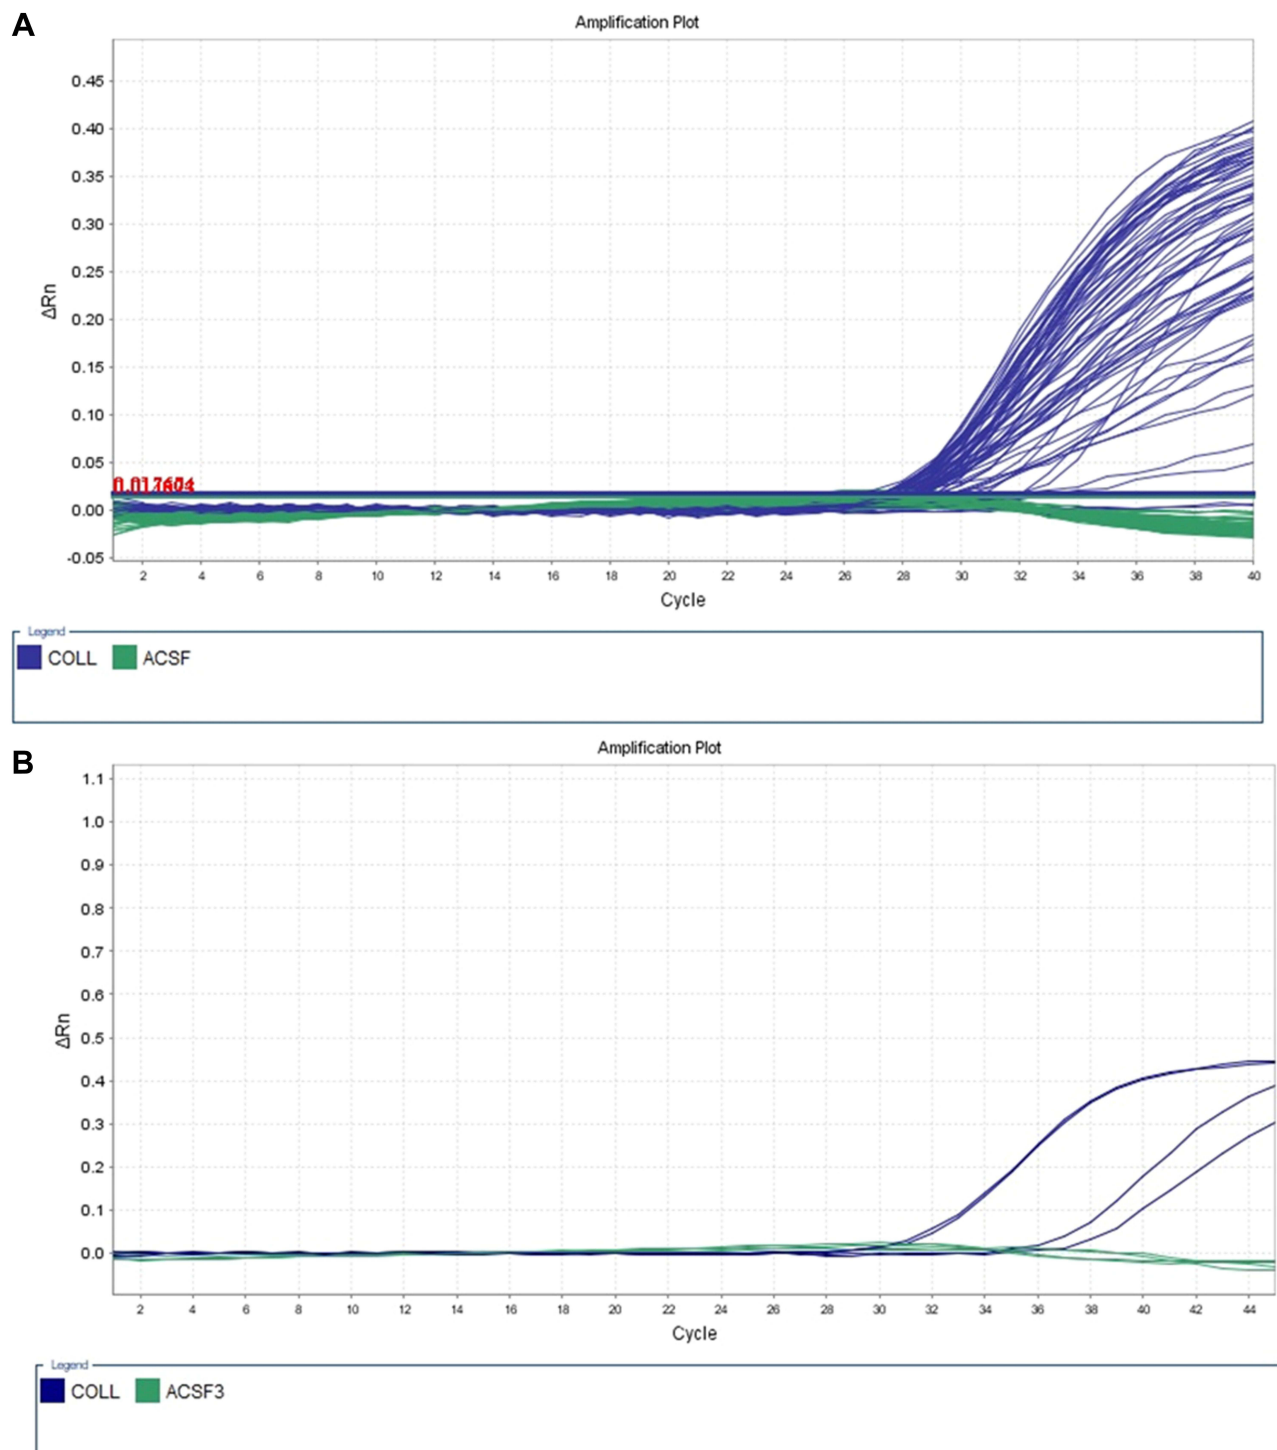 A
Amplification Plot
0.45
0.40
0.35
0.30
0.25
0.20
0.15
0.10
0.05
0.00
-0.05
ΔRn
2 4 6 8 10 12 14 16 18 20 22 24 26 28 30 32 34 36 38 40
Cycle
Legend
COLL ACSF
B
Amplification Plot
1.1
1.0
0.9
0.8
0.7
0.6
0.5
0.4
0.3
0.2
0.1
0.0
ΔRn
2 4 6 8 10 12 14 16 18 20 22 24 26 28 30 32 34 36 38 40 42 44
Cycle
Legend
COLL ACSF3